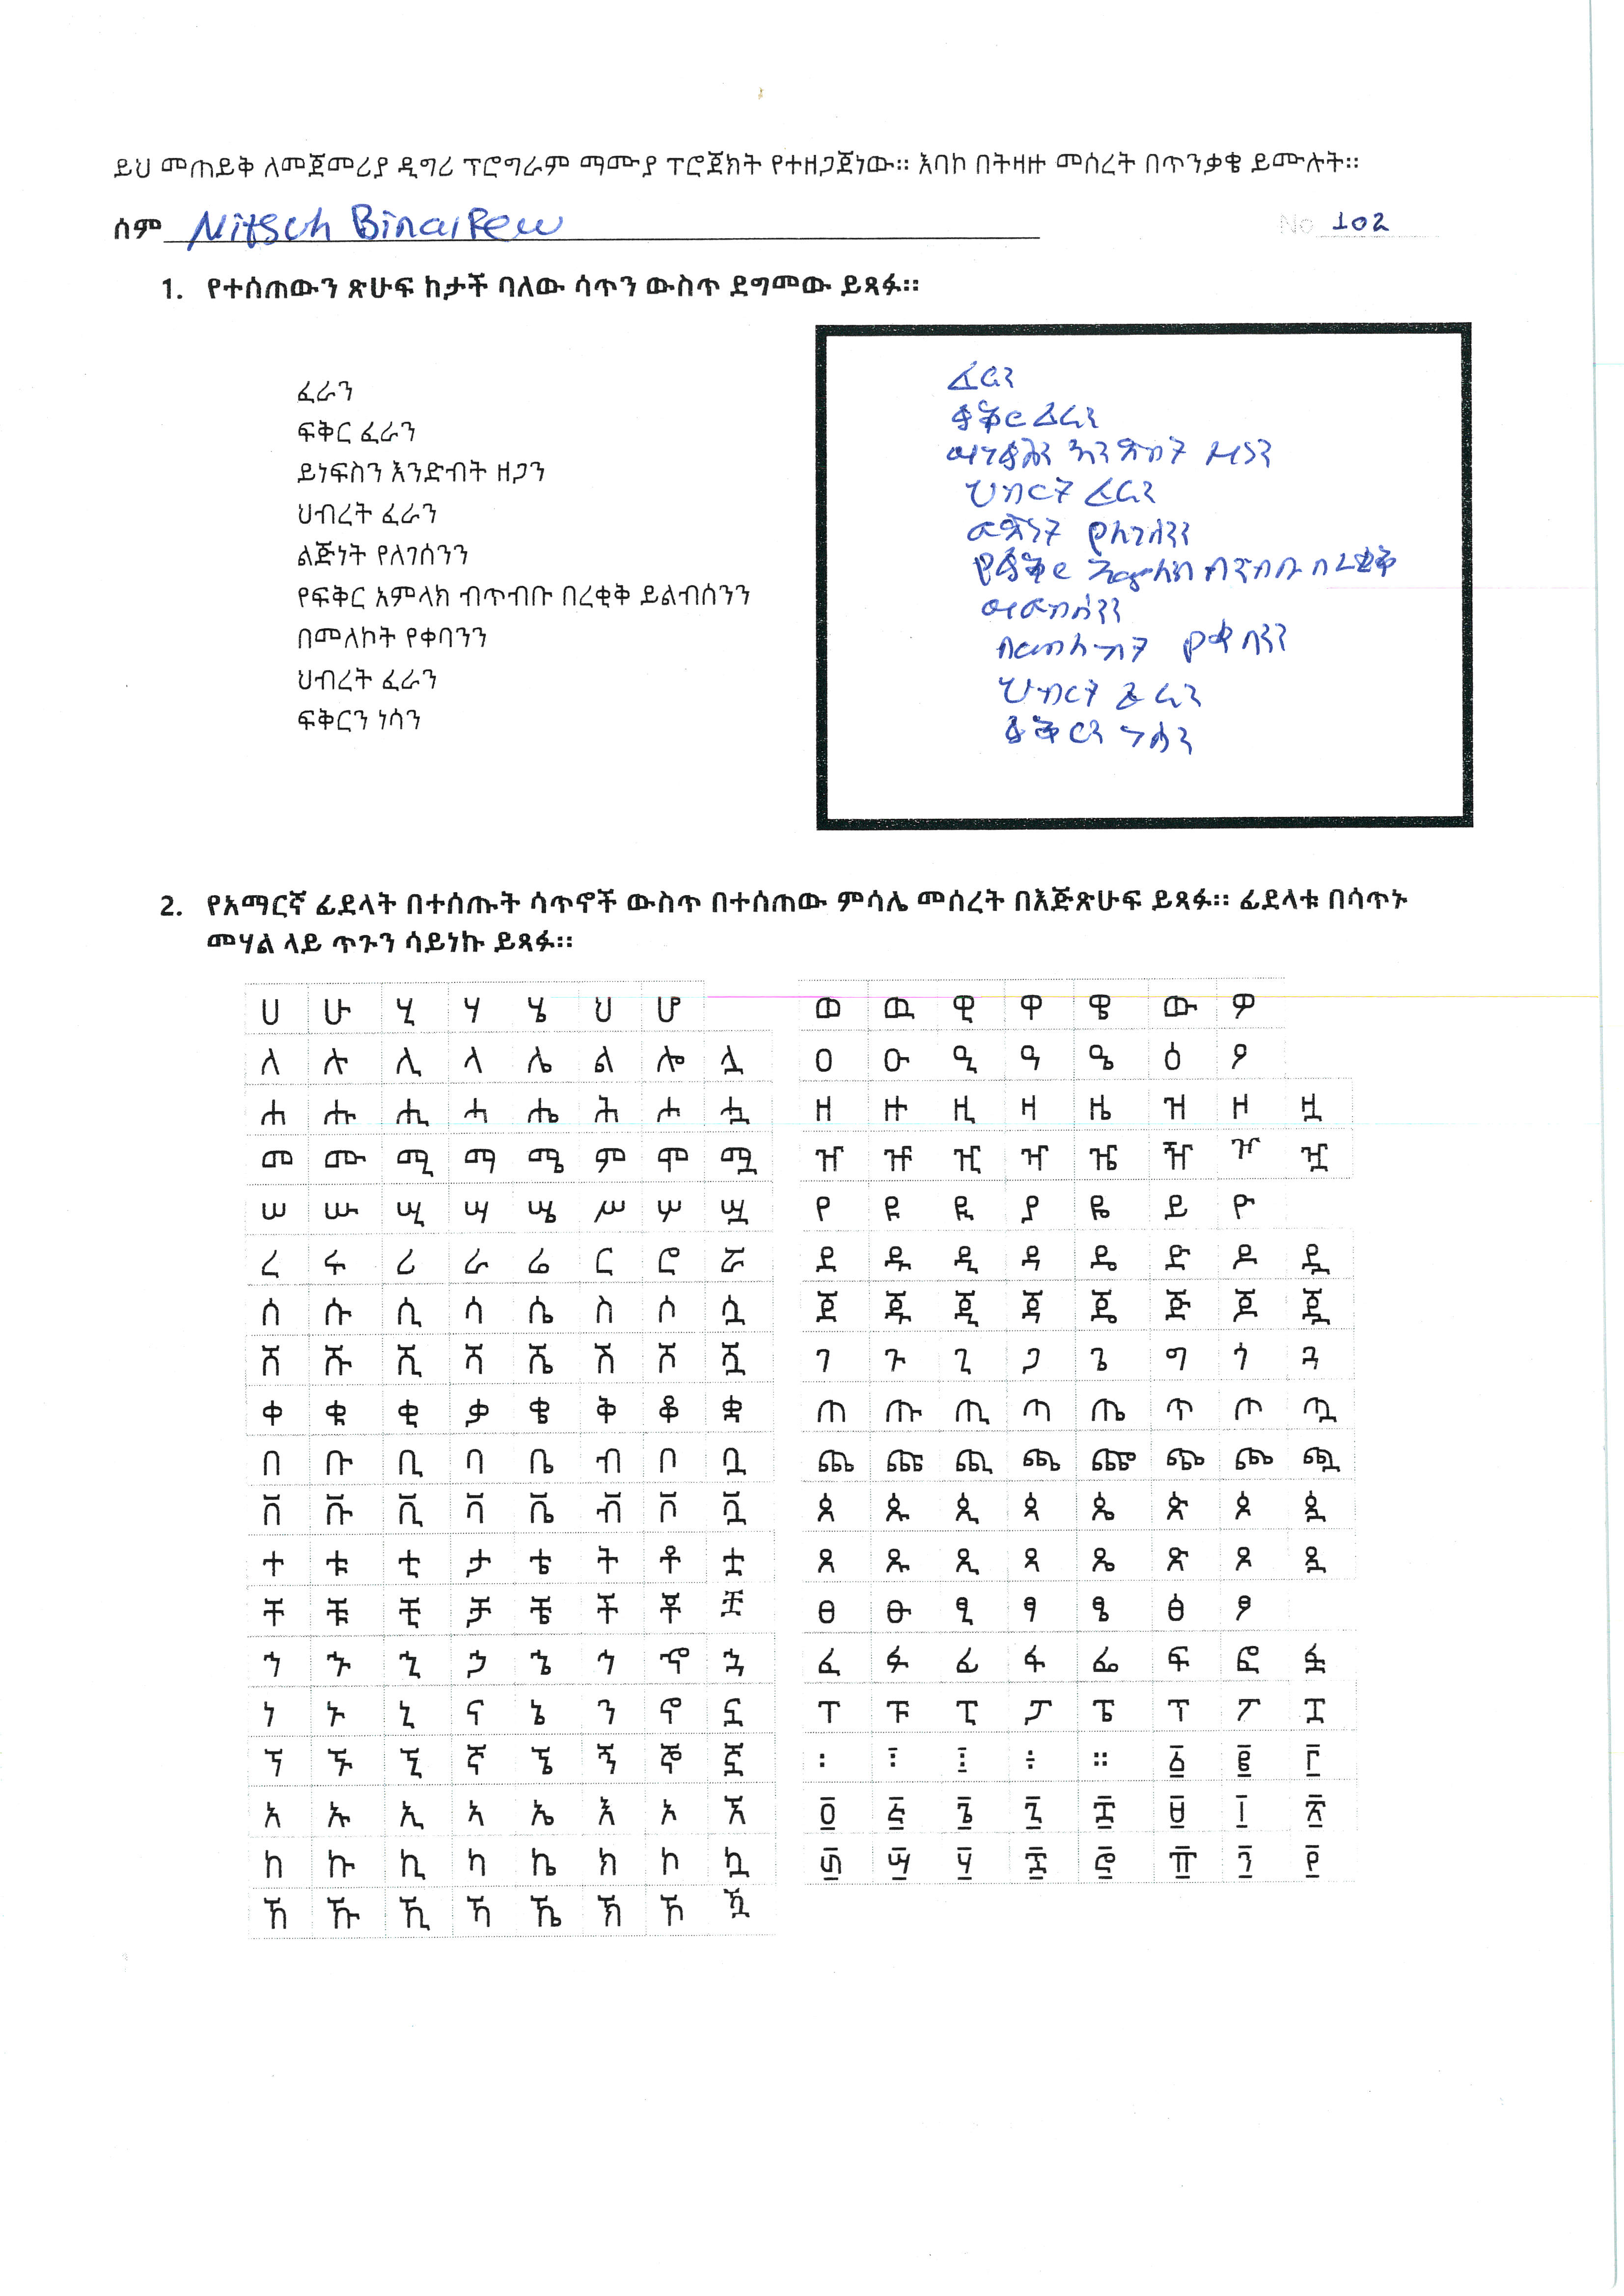 ይህ መጠይቅ ለመጀመሪያ ዲግሪ ፕሮግራም ማሙያ ፕሮጀክት የተዘጋጀነው። እባኮ በትዛዙ መሰረት በጥንቃቄ ይሙሉት።
ስም Nitsch No 102
1. የተሰጠውን ጽሁፍ ከታች ባለው ሳጥን ውስጥ ደግመው ይጻፉ።
ፈራን
ፍቅር ፈራን
ይነፍስን እንድብት ዘጋን
ህብረት ፈራን
ልጅነት የለገሰንን
የፍቅር አምላክ ብጥብቡ በረቂቅ ይልብሰንን
በመለኮት የቀባንን
ህብረት ፈራን
ፍቅርን ነሳን
ፈራን
ፍቅር ፈራን
ይነፍስን እንድብት ዘጋን
ህብረት ፈራን
ልጅነት የለገሰንን
የፍቅር አምላክ ብጥብቡ በረቂቅ
ይልብሰንን
በመለኮት የቀባንን
ህብረት ፈራን
ፍቅርን ነሳን
2. የአማርኛ ፊደላት በተሰጡት ሳጥኖች ውስጥ በተሰጠው ምሳሌ መሰረት በእጅጽሁፍ ይጻፉ። ፊደላቱ በሳጥኑ
መሃል ላይ ጥጉን ሳይነኩ ይጻፉ።
ሀ ሁ ሂ ሃ ሄ ህ ሆ
ለ ሉ ሊ ላ ሌ ል ሎ ሏ
ሐ ሑ ሒ ሓ ሔ ሕ ሖ ሗ
መ ሙ ሚ ማ ሜ ም ሞ ሟ
ሠ ሡ ሢ ሣ ሤ ሥ ሦ ሧ
ረ ሩ ሪ ራ ሬ ር ሮ ሯ
ሰ ሱ ሲ ሳ ሴ ስ ሶ ሷ
ሸ ሹ ሺ ሻ ሼ ሽ ሾ ሿ
ቀ ቁ ቂ ቃ ቄ ቅ ቆ ቋ
በ ቡ ቢ ባ ቤ ብ ቦ ቧ
ቨ ቩ ቪ ቫ ቬ ቭ ቮ ቯ
ተ ቱ ቲ ታ ቴ ት ቶ ቷ
ቸ ቹ ቺ ቻ ቼ ች ቾ ቿ
ኀ ኁ ኂ ኃ ኄ ኅ ኆ ኋ
ነ ኑ ኒ ና ኔ ን ኖ ኗ
ኘ ኙ ኚ ኛ ኜ ኝ ኞ ኟ
አ ኡ ኢ ኣ ኤ እ ኦ ኧ
ከ ኩ ኪ ካ ኬ ክ ኮ ኳ
ኸ ኹ ኺ ኻ ኼ ኽ ኾ ዃ
ወ ዉ ዊ ዋ ዌ ው ዎ
ዐ ዑ ዒ ዓ ዔ ዕ ዖ
ዘ ዙ ዚ ዛ ዜ ዝ ዞ ዟ
ዠ ዡ ዢ ዣ ዤ ዥ ዦ ዧ
የ ዩ ዪ ያ ዬ ይ ዮ
ደ ዱ ዲ ዳ ዴ ድ ዶ ዷ
ጀ ጁ ጂ ጃ ጄ ጅ ጆ ጇ
ገ ጉ ጊ ጋ ጌ ግ ጎ ጓ
ጠ ጡ ጢ ጣ ጤ ጥ ጦ ጧ
ጨ ጩ ጪ ጫ ጬ ጭ ጮ ጯ
ጰ ጱ ጲ ጳ ጴ ጵ ጶ ጷ
ጸ ጹ ጺ ጻ ጼ ጽ ጾ ጿ
ፀ ፁ ፂ ፃ ፄ ፅ ፆ
ፈ ፉ ፊ ፋ ፌ ፍ ፎ ፏ
ፐ ፑ ፒ ፓ ፔ ፕ ፖ ፗ
፡ ፣ ፤ ÷ ። ፩ ፪ ፫
፬ ፭ ፮ ፯ ፰ ፱ ፲ ፳
፴ ፵ ፶ ፷ ፸ ፹ ፺ ፻